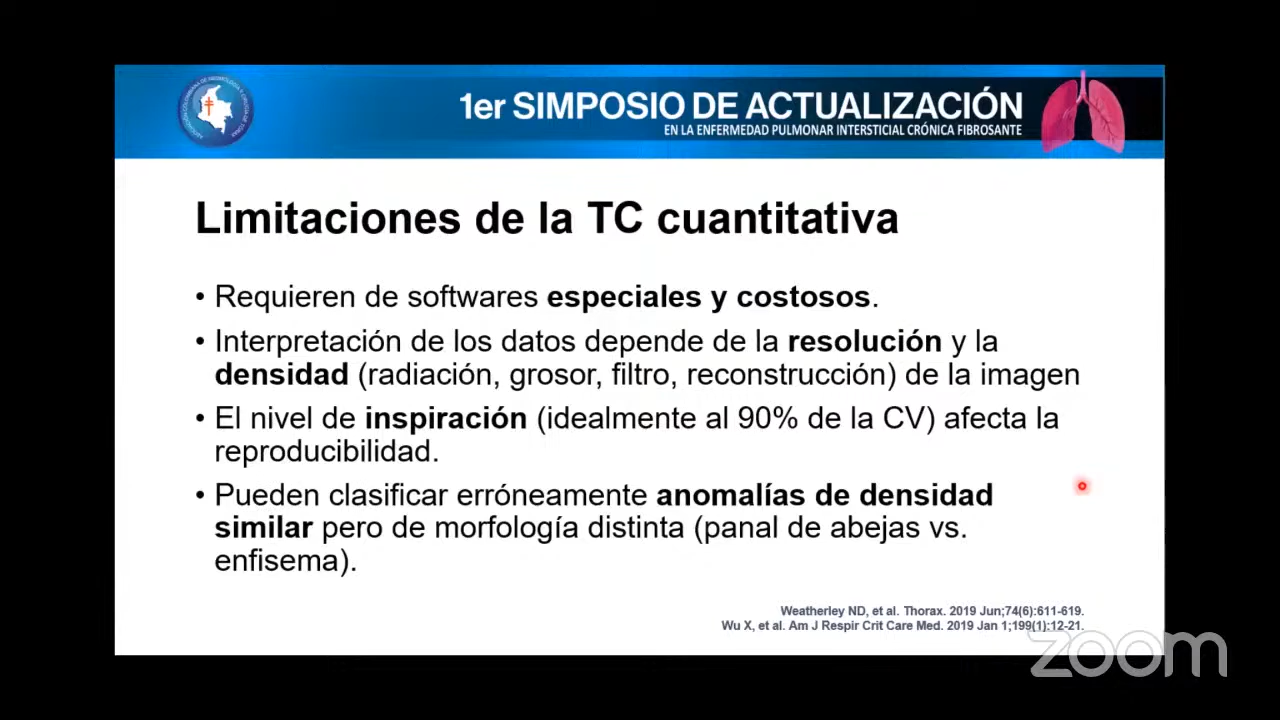 1er SIMPOSIO DE ACTUALIZACIÓN
EN LA ENFERMEDAD PULMONAR INTERSTICIAL CRÓNICA FIBROSANTE
Limitaciones de la TC cuantitativa
• Requieren de softwares especiales y costosos.
• Interpretación de los datos depende de la resolución y la
densidad (radiación, grosor, filtro, reconstrucción) de la imagen
• El nivel de inspiración (idealmente al 90% de la CV) afecta la
reproducibilidad.
• Pueden clasificar erróneamente anomalías de densidad
similar pero de morfología distinta (panal de abejas vs.
enfisema).
Weatherley ND, et al. Thorax. 2019 Jun;74(6):611-619.
Wu X, et al. Am J Respir Crit Care Med. 2019 Jan 1;199(1):12-21.
zoom